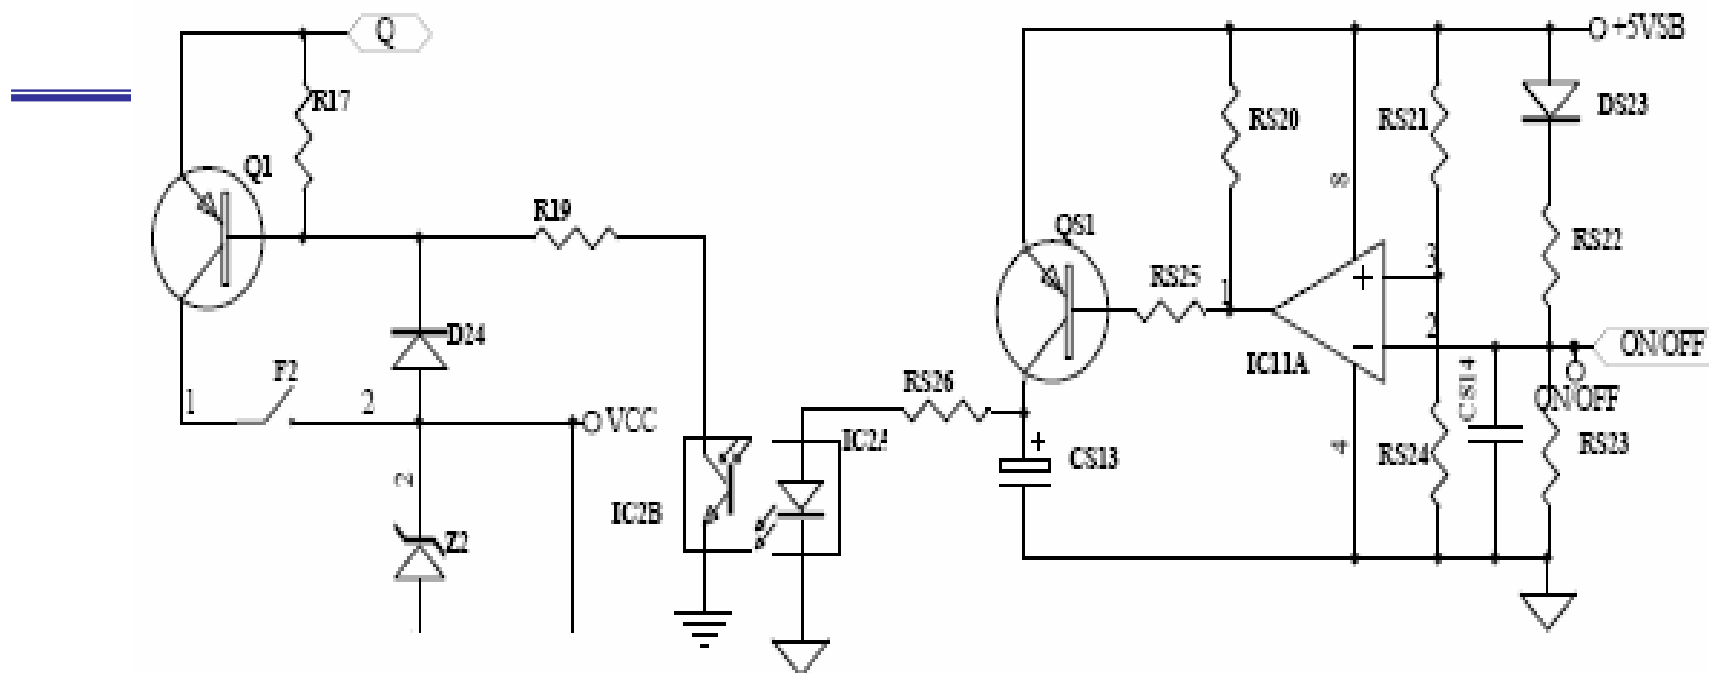 Q
+5VSB
R17
RS20
RS21
DS23
Q1
8
R19
QS1
RS22
RS25
1
3
+
2
−
ON/OFF
D24
IC11A
F2
RS26
CS14
ON/OFF
1
2
VCC
IC2
+
CS13
4
RS24
RS23
2
IC2B
Z2